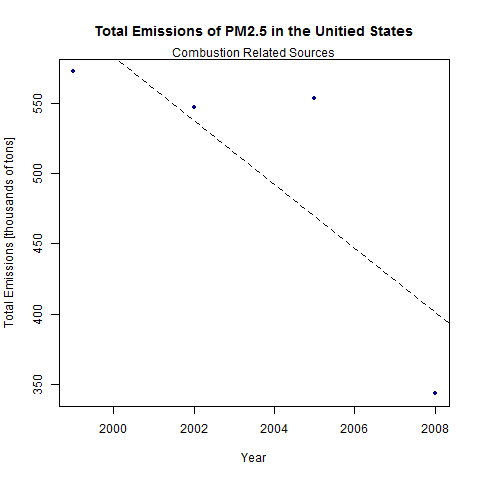 Total Emissions of PM2.5 in the Unitied States
Combustion Related Sources
Total Emissions [thousands of tons]
550
500
450
400
350
2000 2002 2004 2006 2008
Year